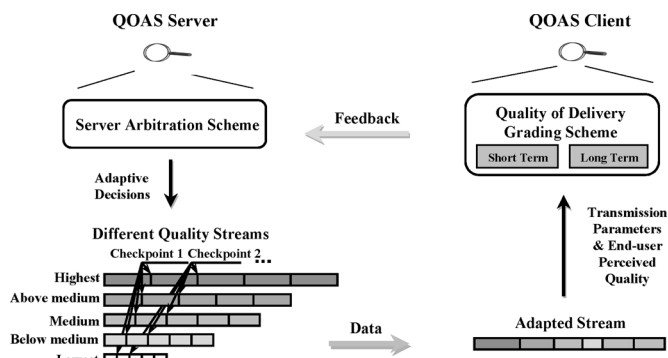 QOAS Server
QOAS Client
Server Arbitration Scheme
Feedback
Quality of Delivery
Grading Scheme
Short Term
Long Term
Adaptive
Decisions
Transmission
Parameters
& End-user
Perceived
Quality
Different Quality Streams
Checkpoint 1
Checkpoint 2
...
Highest
Above medium
Medium
Below medium
Data
Adapted Stream